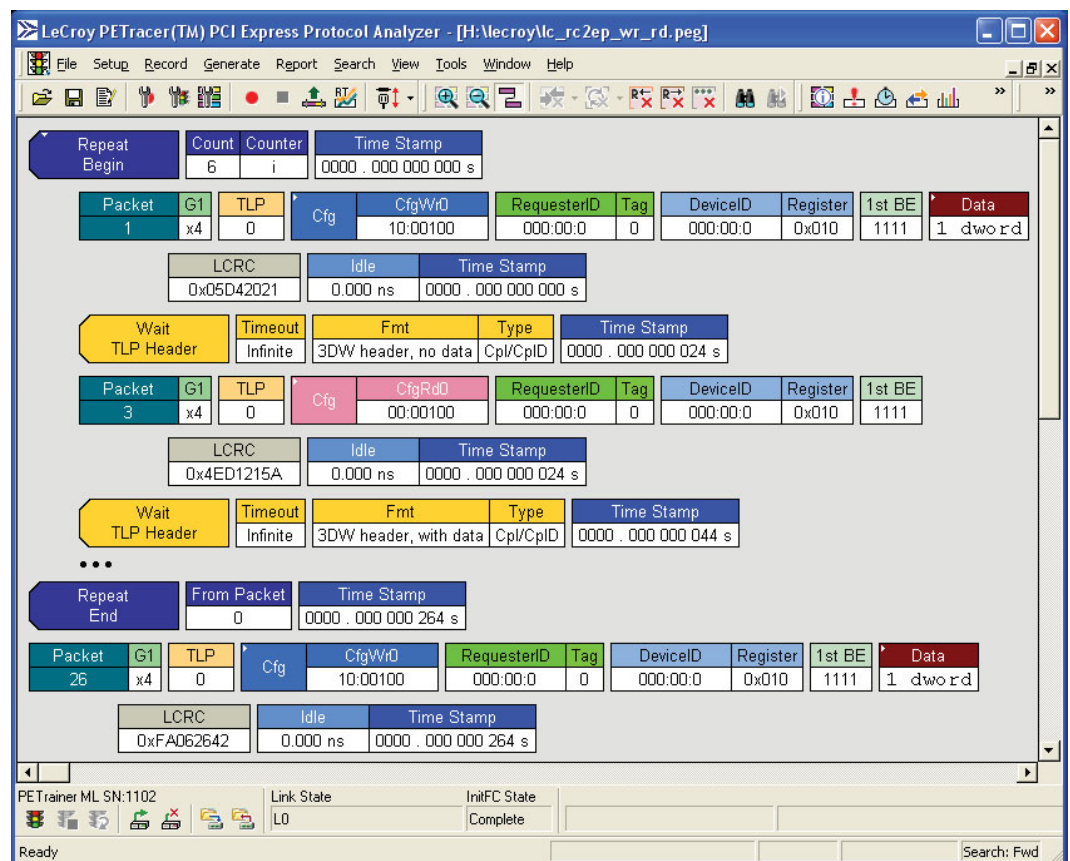 LeCroy PETracer(TM) PCI Express Protocol Analyzer - [H:\lecroy\lc_rc2ep_wr_rd.peg]
File Setup Record Generate Report Search View Tools Window Help
RT
Repeat Begin Count Counter Time Stamp
6 i 0000 . 000 000 000 s
Packet G1 TLP Cfg CfgWr0 RequesterID Tag DeviceID Register 1st BE Data
1 x4 0 10:00100 000:00:0 0 000:00:0 0x010 1111 1 dword
LCRC Idle Time Stamp
0x05D42021 0.000 ns 0000 . 000 000 000 s
Wait TLP Header Timeout Fmt Type Time Stamp
Infinite 3DW header, no data Cpl/CplD 0000 . 000 000 024 s
Packet G1 TLP Cfg CfgRd0 RequesterID Tag DeviceID Register 1st BE
3 x4 0 00:00100 000:00:0 0 000:00:0 0x010 1111
LCRC Idle Time Stamp
0x4ED1215A 0.000 ns 0000 . 000 000 024 s
Wait TLP Header Timeout Fmt Type Time Stamp
Infinite 3DW header, with data Cpl/CplD 0000 . 000 000 044 s
• • •
Repeat End From Packet Time Stamp
0 0000 . 000 000 264 s
Packet G1 TLP Cfg CfgWr0 RequesterID Tag DeviceID Register 1st BE Data
26 x4 0 10:00100 000:00:0 0 000:00:0 0x010 1111 1 dword
LCRC Idle Time Stamp
0xFA062642 0.000 ns 0000 . 000 000 264 s
PETrainer ML SN:1102 Link State InitFC State
L0 Complete
Ready Search: Fwd